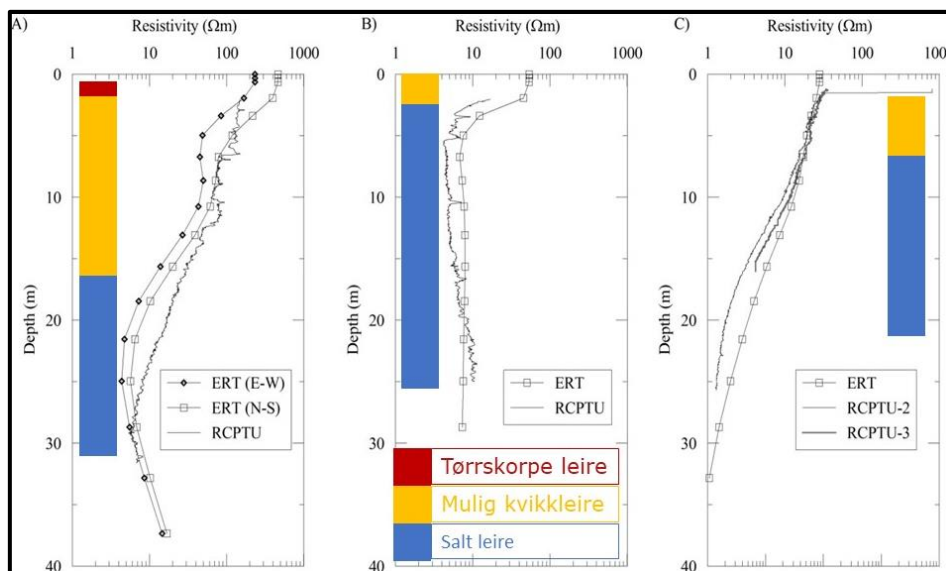 A) Resistivity (Ωm)
1 10 100 1000
0
10
20
30
40
Depth (m)
ERT (E-W)
ERT (N-S)
RCPTU
B) Resistivity (Ωm)
1 10 100 1000
0
10
20
30
40
Depth (m)
ERT
RCPTU
Tørrskorpe leire
Mulig kvikkleire
Salt leire
C) Resistivity (Ωm)
1 10 100 1000
0
10
20
30
40
Depth (m)
ERT
RCPTU-2
RCPTU-3